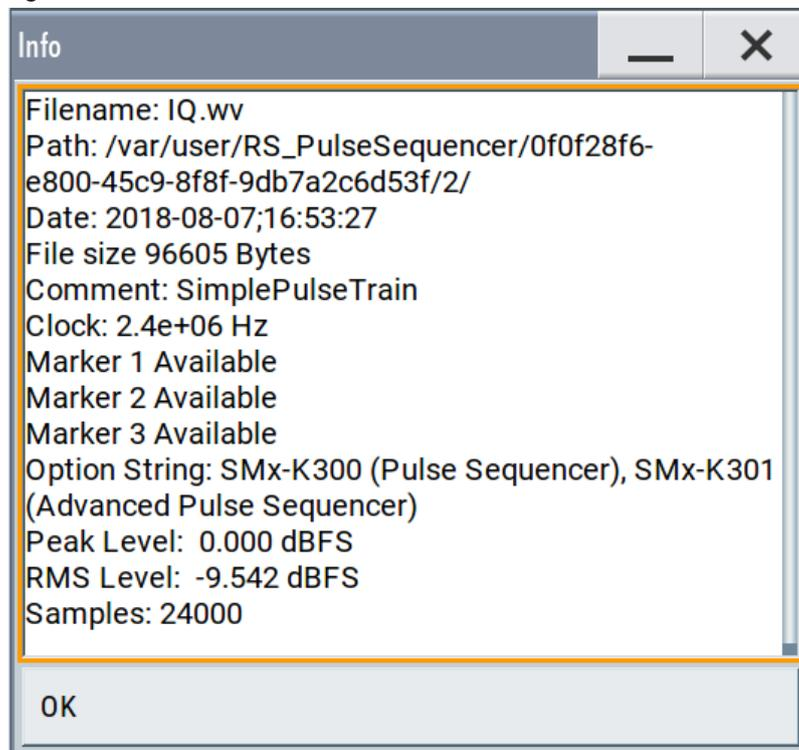 Info
Filename: IQ.wv
Path: /var/user/RS_PulseSequencer/0f0f28f6-
e800-45c9-8f8f-9db7a2c6d53f/2/
Date: 2018-08-07;16:53:27
File size 96605 Bytes
Comment: SimplePulseTrain
Clock: 2.4e+06 Hz
Marker 1 Available
Marker 2 Available
Marker 3 Available
Option String: SMx-K300 (Pulse Sequencer), SMx-K301
(Advanced Pulse Sequencer)
Peak Level:  0.000 dBFS
RMS Level:  -9.542 dBFS
Samples: 24000
OK